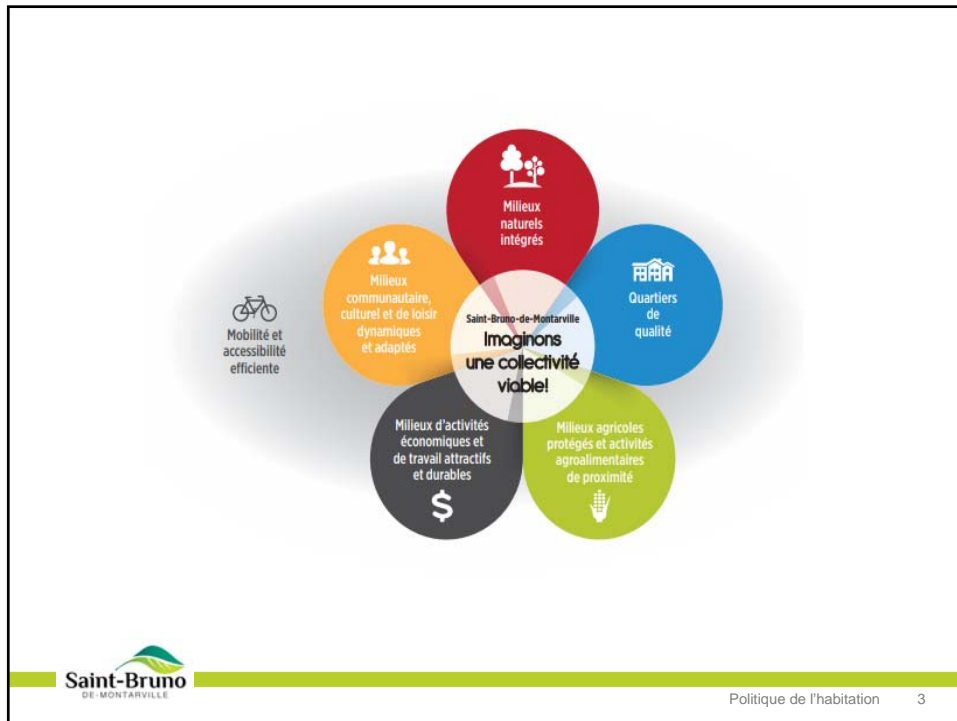 Milieux
naturels
intégrés
Milieux
communautaire,
culturel et de loisir
dynamiques
et adaptés
Quartiers
de
qualité
Mobilité et
accessibilité
efficiente
Saint-Bruno-de-Montarville
Imaginons
une collectivité
viable!
Milieux d'activités
économiques et
de travail attractifs
et durables
$
Milieux agricoles
protégés et activités
agroalimentaires
de proximité
Saint-Bruno
DE-MONTARVILLE
Politique de l'habitation 3